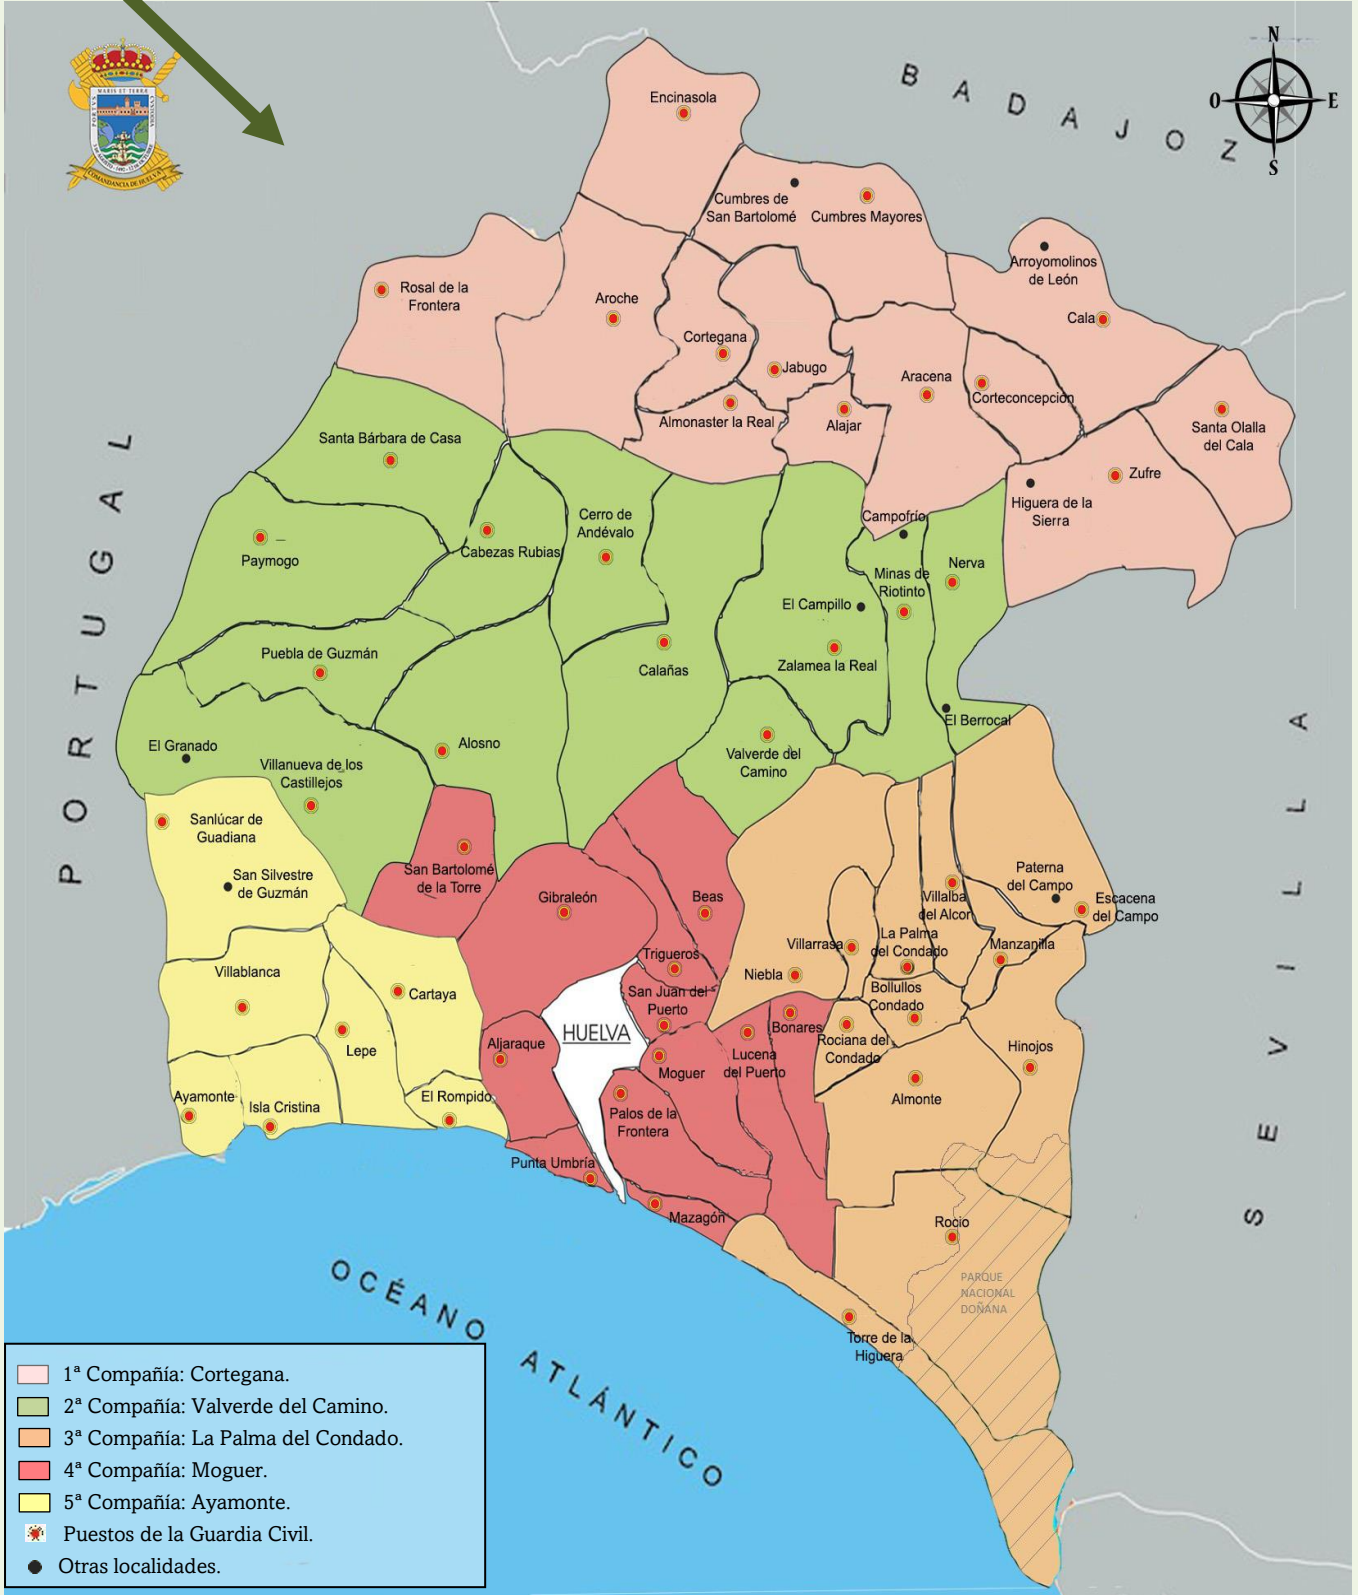 N
O
E
S
MARIS ET TERRÆ
COMANDANCIA DE HUELVA
BADAJOZ
Encinasola
Cumbres de
San Bartolomé
Cumbres Mayores
Arroyomolinos
de León
Rosal de la
Frontera
Aroche
Cala
Cortegana
Jabugo
Aracena
Corteconcepción
Almonaster la Real
Alajar
Santa Olalla
del Cala
Zufre
Higuera de la
Sierra
PORTUGAL
Santa Bárbara de Casa
Cerro de
Andévalo
Campofrío
Cabezas Rubias
Paymogo
Nerva
Minas de
Riotinto
El Campillo
Puebla de Guzmán
Calañas
Zalamea la Real
El Berrocal
El Granado
Alosno
Valverde del
Camino
Villanueva de los
Castillejos
SEVILLA
Sanlúcar de
Guadiana
San Silvestre
de Guzmán
San Bartolomé
de la Torre
Gibraleón
Beas
Paterna
del Campo
Escacena
del Campo
Villalba
del Alcor
La Palma
del Condado
Villarrasa
Manzanilla
Trigueros
Niebla
Villablanca
Cartaya
San Juan del
Puerto
Bollullos
Condado
HUELVA
Lepe
Aljaraque
Bonares
Rociana del
Condado
Lucena
del Puerto
Hinojos
Moguer
Ayamonte
Isla Cristina
El Rompido
Palos de la
Frontera
Almonte
Punta Umbría
Mazagón
Rocio
PARQUE
NACIONAL
DOÑANA
Torre de la
Higuera
OCÉANO ATLÁNTICO
1ª Compañía: Cortegana.
2ª Compañía: Valverde del Camino.
3ª Compañía: La Palma del Condado.
4ª Compañía: Moguer.
5ª Compañía: Ayamonte.
Puestos de la Guardia Civil.
Otras localidades.